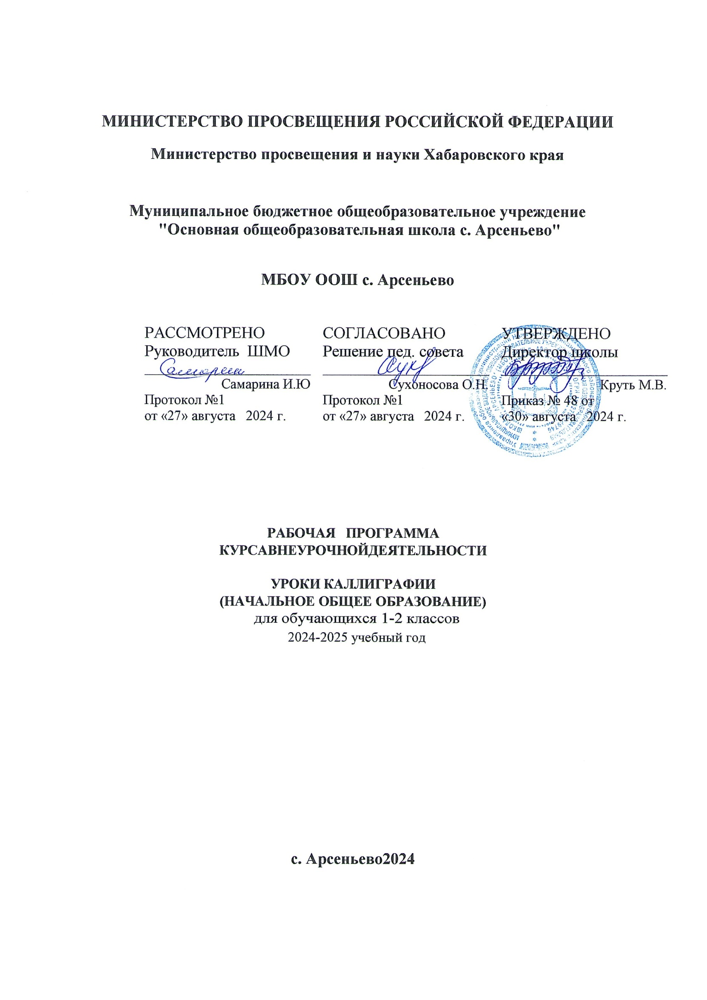 МИНИСТЕРСТВО ПРОСВЕЩЕНИЯ РОССИЙСКОЙ ФЕДЕРАЦИИ
Министерство просвещения и науки Хабаровского края
Муниципальное бюджетное общеобразовательное учреждение
"Основная общеобразовательная школа с. Арсеньево"
МБОУ ООШ с. Арсеньево
РАССМОТРЕНО
Руководитель ШМО
Самарина И.Ю
Протокол №1
от «27» августа 2024 г.
СОГЛАСОВАНО
Решение пед. совета
Сухоносова О.Н.
Протокол №1
от «27» августа 2024 г.
УТВЕРЖДЕНО
Директор школы
Круть М.В.
Приказ № 48 от
«30» августа 2024 г.
РАБОЧАЯ ПРОГРАММА
КУРСАВНЕУРОЧНОЙДЕЯТЕЛЬНОСТИ
УРОКИ КАЛЛИГРАФИИ
(НАЧАЛЬНОЕ ОБЩЕЕ ОБРАЗОВАНИЕ)
для обучающихся 1-2 классов
2024-2025 учебный год
с. Арсеньево2024